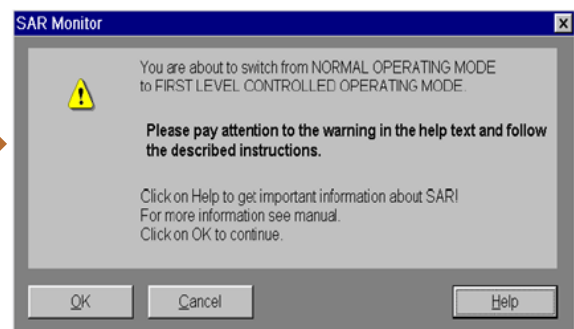 SAR Monitor
You are about to switch from NORMAL OPERATING MODE
to FIRST LEVEL CONTROLLED OPERATING MODE.
Please pay attention to the warning in the help text and follow
the described instructions.
Click on Help to get important information about SAR!
For more information see manual.
Click on OK to continue.
OK
Cancel
Help